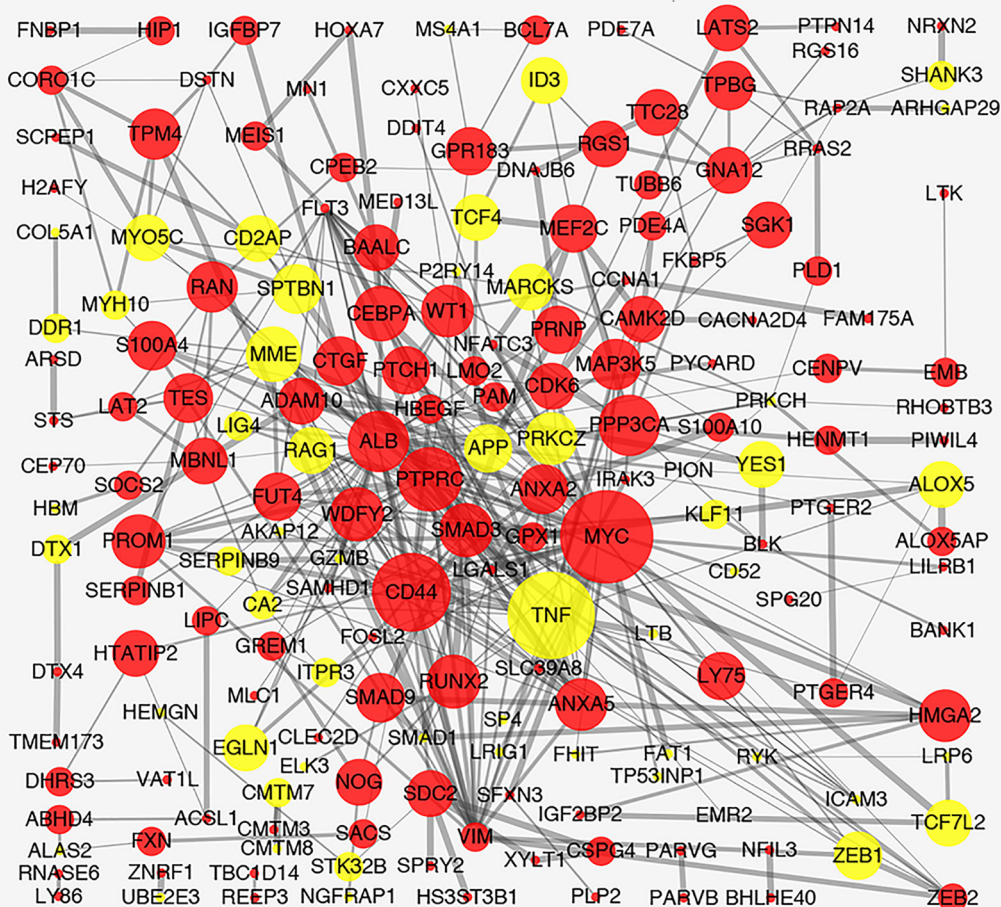 FNBP1 HIP1 IGFBP7 HOXA7 MS4A1 BCL7A PDE7A LATS2 PTPN14 NRXN2
RGS16
CORO1C DSTN MN1 CXXC5 ID3 TPBG SHANK3
TTC28 RAP2A ARHGAP29
SCPEP1 TPM4 MEIS1 DDIT4 GPR183 RGS1 RRAS2
CPEB2 DNAJB6 GNA12
H2AFY TUBB6 LTK
FLT3 MED13L TCF4 MEF2C PDE4A SGK1
COL5A1 MYO5C CD2AP BAALC
P2RY14 CCNA1 FKBP5 PLD1
RAN SPTBN1 MARCKS
MYH10 CEBPA WT1 PRNP CAMK2D CACNA2D4 FAM175A
DDR1
S100A4 MME CTGF PTCH1 NFATC3 MAP3K5 PYCARD
ARSD LMO2 CENPV EMB
TES ADAM10 HBEGF PAM CDK6 PRKCH RHOBTB3
STS LAT2 LIG4 PPP3CA S100A10
RAG1 ALB APP PRKCZ HENMT1 PIWIL4
CEP70 MBNL1 PTPRC ANXA2 IRAK3 PION YES1
SOCS2 FUT4 ALOX5
HBM WDFY2 KLF11 PTGER2
DTX1 PROM1 AKAP12 SMAD3 GPX1 MYC BLK ALOX5AP
SERPINB9 GZMB LGALS1 CD52 LILRB1
SERPINB1 SAMHD1 CD44 SPG20
CA2 TNF
LIPC FOSL2 LTB BANK1
HTATIP2 GREM1
DTX4 ITPR3 SLC39A8 LY75
MLC1 SMAD9 RUNX2 ANXA5 PTGER4
HEMGN SP4 HMGA2
TMEM173 EGLN1 CLEC2D SMAD1 LRIG1 FHIT FAT1 RYK LRP6
ELK3 TP53INP1
DHRS3 VAT1L CMTM7 NOG SDC2 SFXN3 ICAM3
ABHD4 ACSL1 IGF2BP2 EMR2 TCF7L2
FXN CMTM3 SACS VIM
ALAS2 CMTM8 XYLT1 CSPG4 PARVG NFIL3 ZEB1
RNASE6 ZNRF1 TBC1D14 STK32B SPRY2
LY86 UBE2E3 REEP3 NGFRAP1 HS3ST3B1 PLP2 PARVB BHLHE40 ZEB2